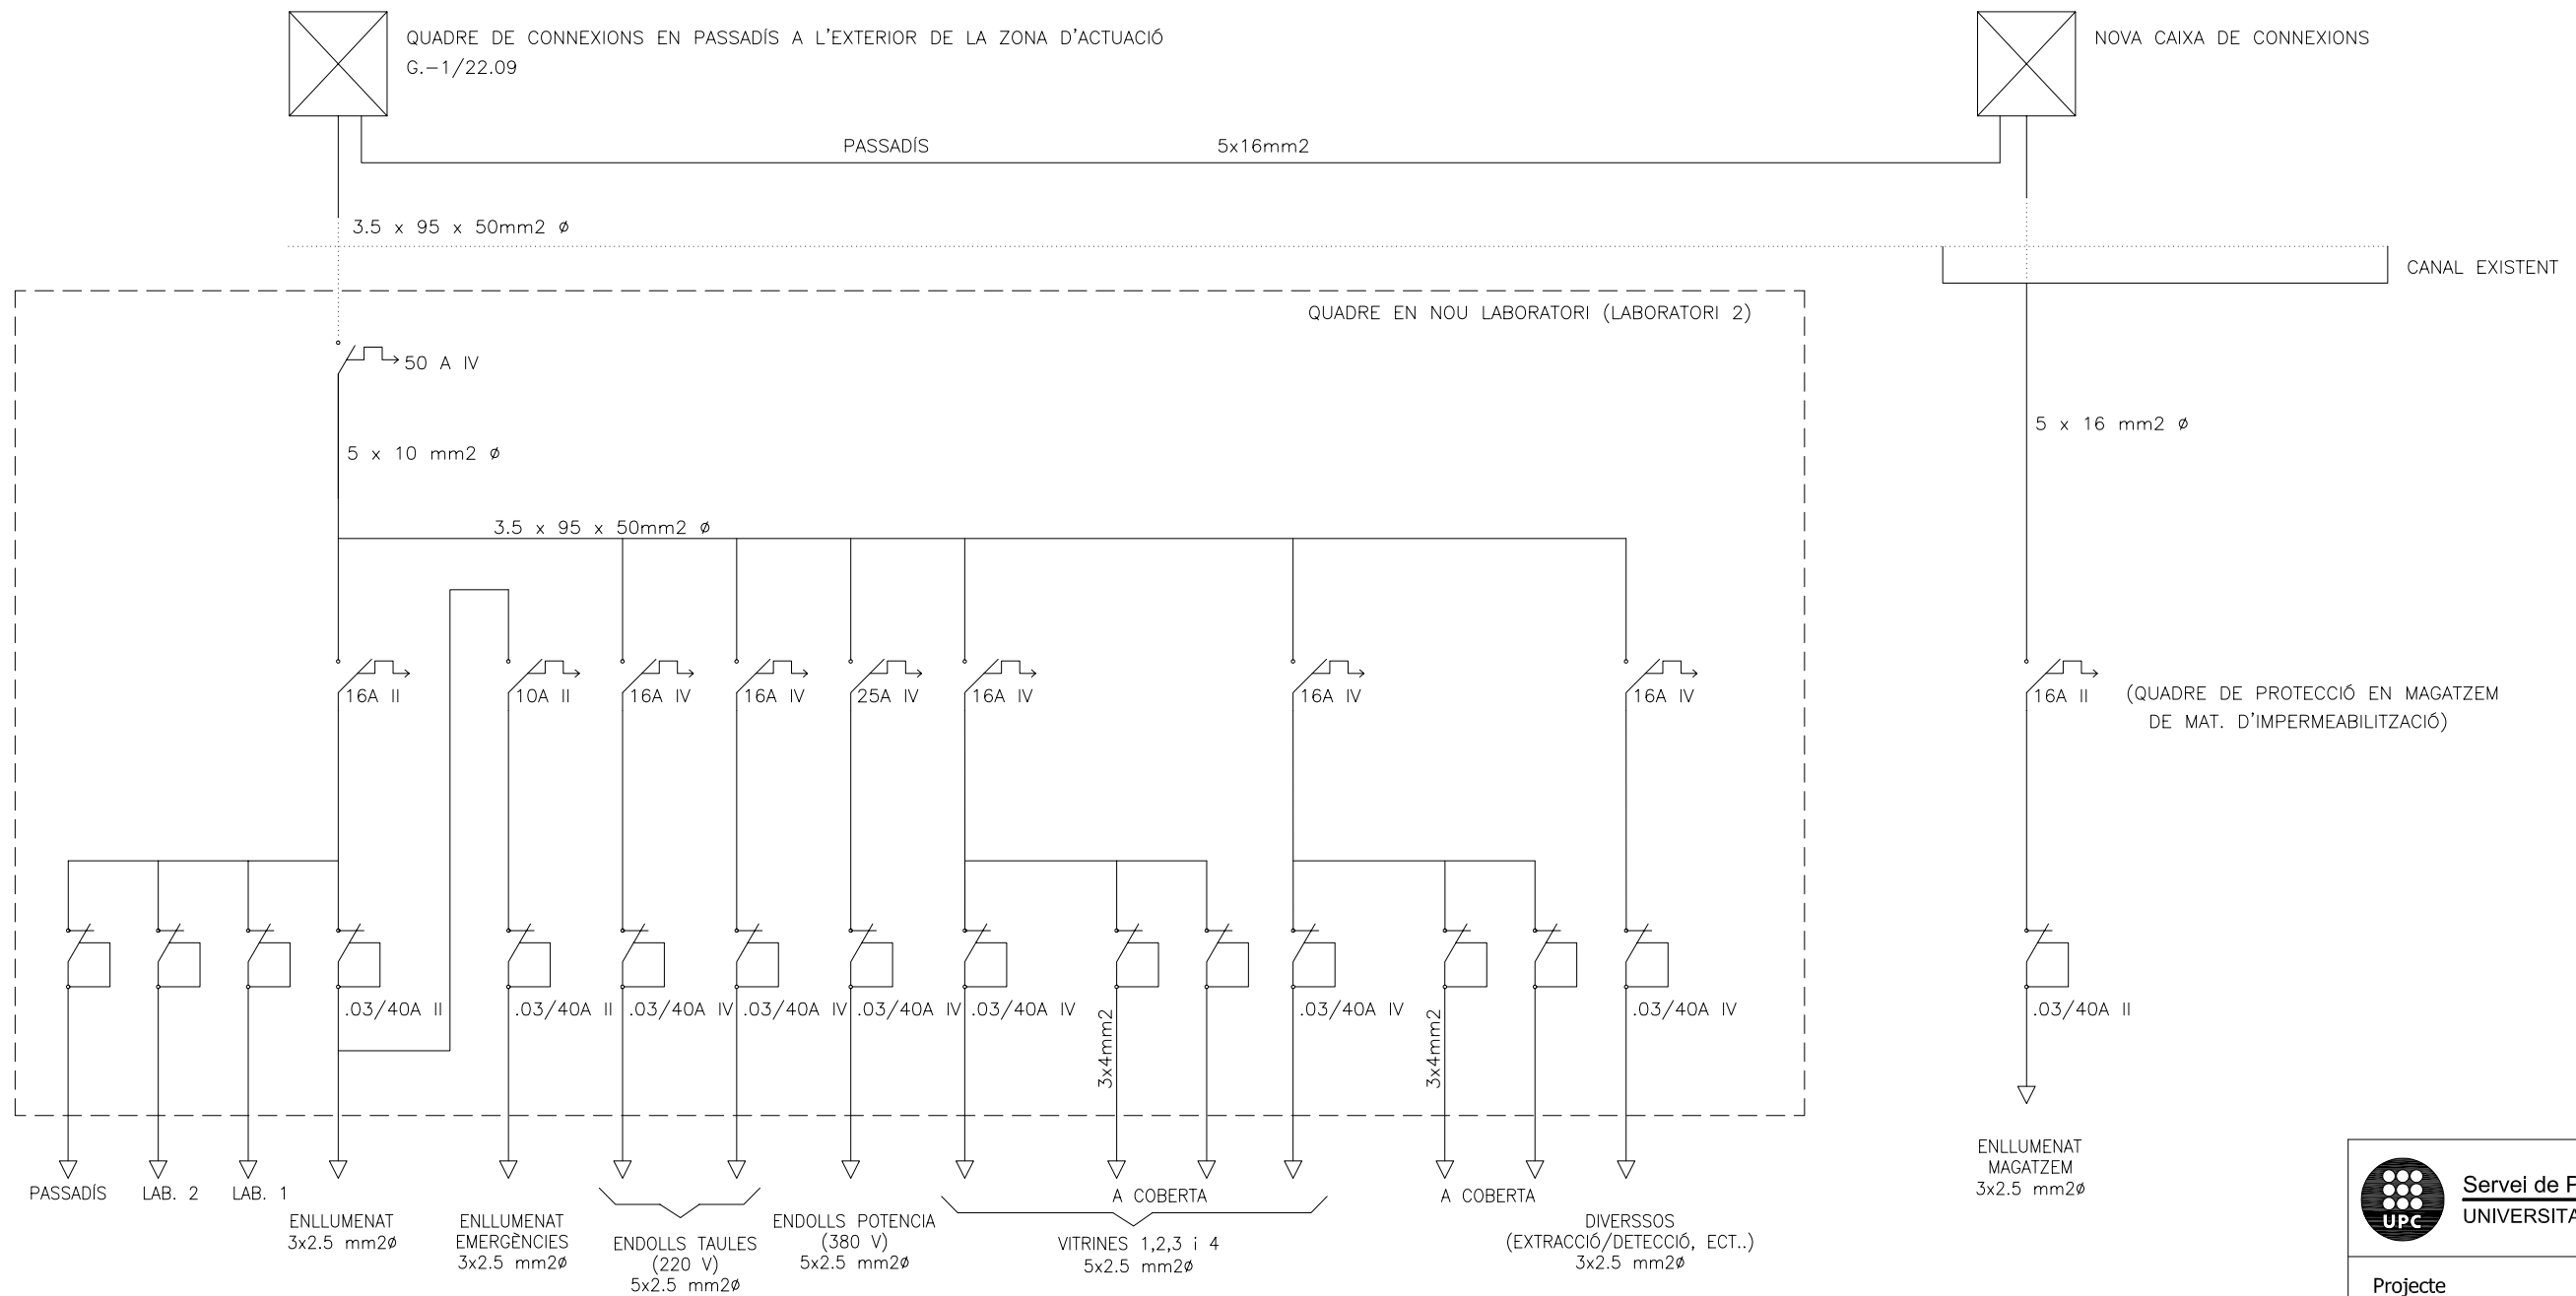 QUADRE DE CONNEXIONS EN PASSADÍS A L'EXTERIOR DE LA ZONA D'ACTUACIÓ
G.-1/22.09
NOVA CAIXA DE CONNEXIONS
PASSADÍS
5x16mm2
3.5 x 95 x 50mm2 ø
CANAL EXISTENT
QUADRE EN NOU LABORATORI (LABORATORI 2)
50 A IV
5 x 16 mm2 ø
5 x 10 mm2 ø
3.5 x 95 x 50mm2 ø
16A II
10A II
16A IV
16A IV
25A IV
16A IV
16A IV
16A IV
16A II
(QUADRE DE PROTECCIÓ EN MAGATZEM
DE MAT. D'IMPERMEABILITZACIÓ)
.03/40A II
.03/40A II
.03/40A IV
.03/40A IV
.03/40A IV
.03/40A IV
3x4mm2
.03/40A IV
3x4mm2
.03/40A IV
.03/40A II
PASSADÍS
LAB. 2
LAB. 1
ENLLUMENAT
3x2.5 mm2ø
ENLLUMENAT
EMERGÈNCIES
3x2.5 mm2ø
ENDOLLS TAULES
(220 V)
5x2.5 mm2ø
ENDOLLS POTENCIA
(380 V)
5x2.5 mm2ø
A COBERTA
VITRINES 1,2,3 i 4
5x2.5 mm2ø
A COBERTA
DIVERSSOS
(EXTRACCIÓ/DETECCIÓ, ECT..)
3x2.5 mm2ø
ENLLUMENAT
MAGATZEM
3x2.5 mm2ø
UPC
Servei de P
UNIVERSITA
Projecte